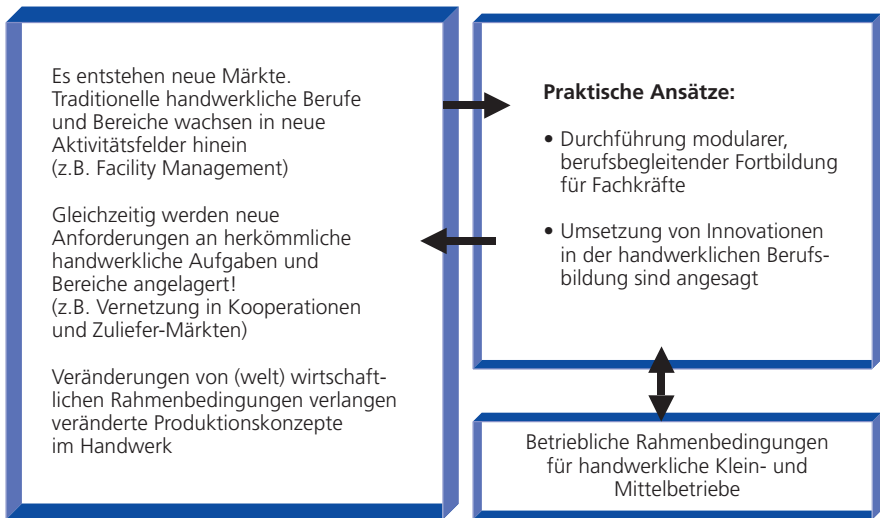 Es entstehen neue Märkte.
Traditionelle handwerkliche Berufe
und Bereiche wachsen in neue
Aktivitätsfelder hinein
(z.B. Facility Management)
Gleichzeitig werden neue
Anforderungen an herkömmliche
handwerkliche Aufgaben und
Bereiche angelagert!
(z.B. Vernetzung in Kooperationen
und Zuliefer-Märkten)
Veränderungen von (welt) wirtschaft-
lichen Rahmenbedingungen verlangen
veränderte Produktionskonzepte
im Handwerk
Praktische Ansätze:
• Durchführung modularer,
berufsbegleitender Fortbildung
für Fachkräfte
• Umsetzung von Innovationen
in der handwerklichen Berufs-
bildung sind angesagt
Betriebliche Rahmenbedingungen
für handwerkliche Klein- und
Mittelbetriebe